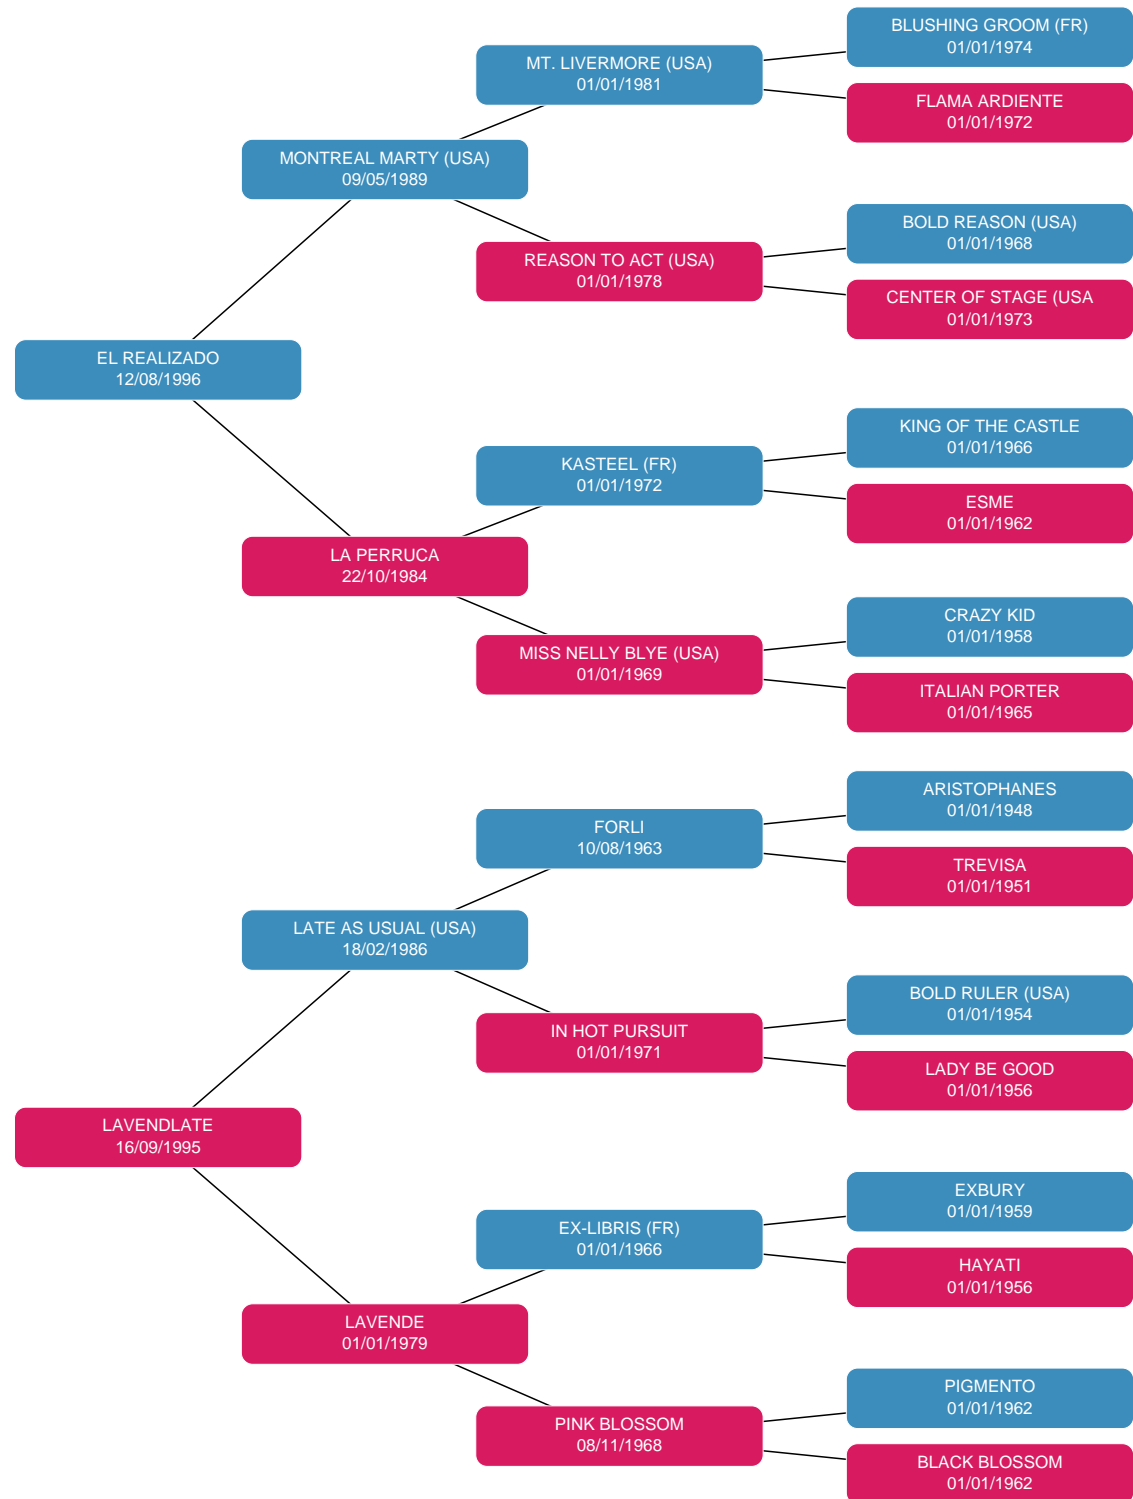 BLUSHING GROOM (FR)
01/01/1974
MT. LIVERMORE (USA)
01/01/1981
FLAMA ARDIENTE
01/01/1972
MONTREAL MARTY (USA)
09/05/1989
BOLD REASON (USA)
01/01/1968
REASON TO ACT (USA)
01/01/1978
CENTER OF STAGE (USA
01/01/1973
EL REALIZADO
12/08/1996
KING OF THE CASTLE
01/01/1966
KASTEEL (FR)
01/01/1972
ESME
01/01/1962
LA PERRUCA
22/10/1984
CRAZY KID
01/01/1958
MISS NELLY BLYE (USA)
01/01/1969
ITALIAN PORTER
01/01/1965
ARISTOPHANES
01/01/1948
FORLI
10/08/1963
TREVISA
01/01/1951
LATE AS USUAL (USA)
18/02/1986
BOLD RULER (USA)
01/01/1954
IN HOT PURSUIT
01/01/1971
LADY BE GOOD
01/01/1956
LAVENDLATE
16/09/1995
EXBURY
01/01/1959
EX-LIBRIS (FR)
01/01/1966
HAYATI
01/01/1956
LAVENDE
01/01/1979
PIGMENTO
01/01/1962
PINK BLOSSOM
08/11/1968
BLACK BLOSSOM
01/01/1962